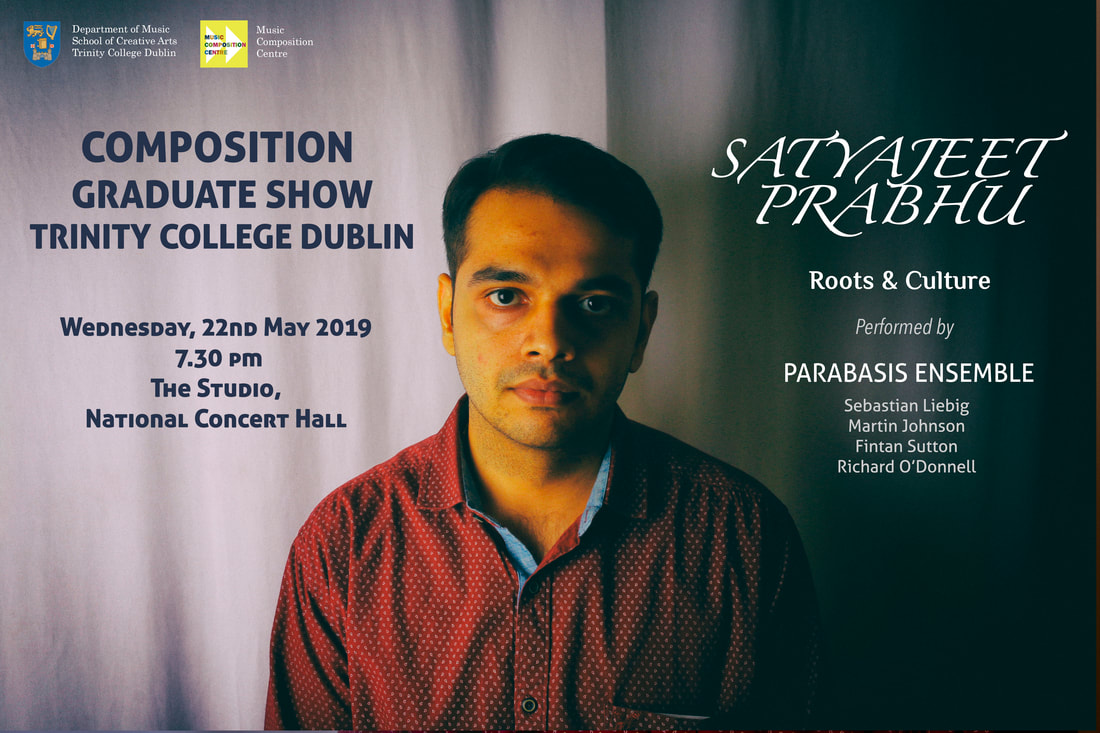 Department of Music
School of Creative Arts
Trinity College Dublin
MUSIC
COMPOSITION
CENTRE
Music
Composition
Centre
COMPOSITION
GRADUATE SHOW
TRINITY COLLEGE DUBLIN
Wednesday, 22nd May 2019
7.30 pm
The Studio,
National Concert Hall
SATYAJEET
PRABHU
Roots & Culture
Performed by
PARABASIS ENSEMBLE
Sebastian Liebig
Martin Johnson
Fintan Sutton
Richard O'Donnell